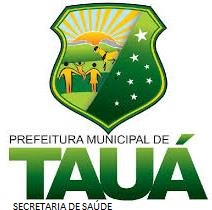 PREFEITURA MUNICIPAL DE
TAUÁ
SECRETARIA DE SAÚDE